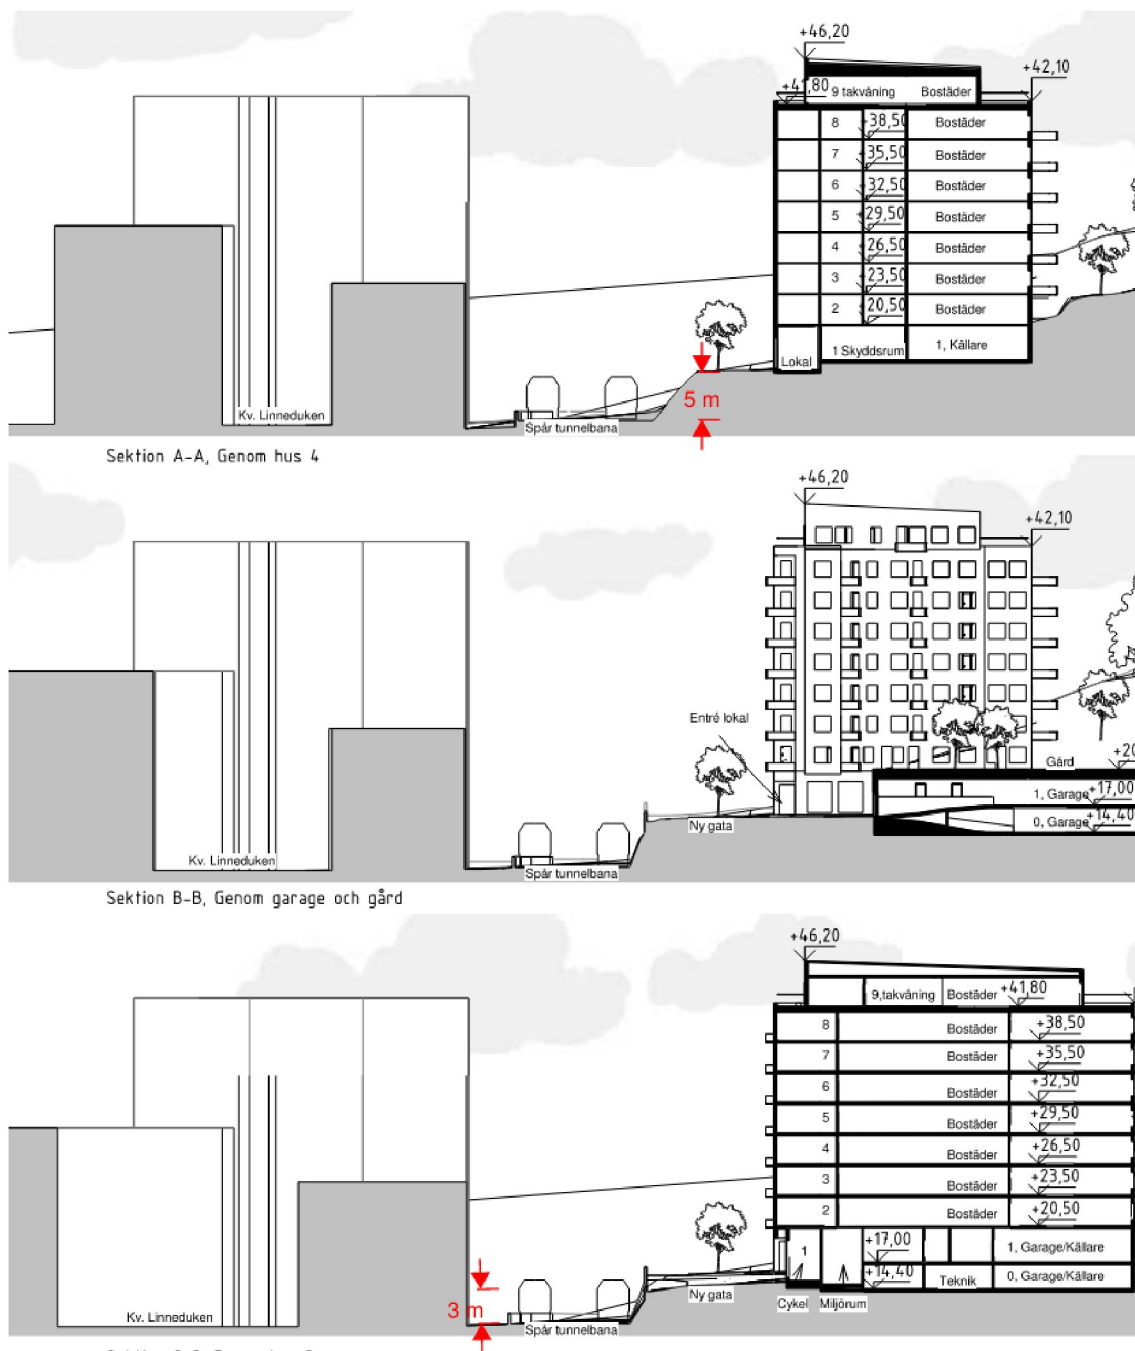 +46,20
+42,10
+41,80
9 takvåning Bostäder
8 +38,50 Bostäder
7 +35,50 Bostäder
6 +32,50 Bostäder
5 +29,50 Bostäder
4 +26,50 Bostäder
3 +23,50 Bostäder
2 +20,50 Bostäder
Lokal 1 Skyddsrum 1, Källare
5 m
Kv. Linneduken
Spår tunnelbana
Sektion A-A, Genom hus 4
+46,20
+42,10
Entré lokal
Gård
1, Garage +17,00
0, Garage +14,40
Ny gata
Kv. Linneduken
Spår tunnelbana
Sektion B-B, Genom garage och gård
+46,20
9,takvåning Bostäder +41,80
8 Bostäder +38,50
7 Bostäder +35,50
6 Bostäder +32,50
5 Bostäder +29,50
4 Bostäder +26,50
3 Bostäder +23,50
2 Bostäder +20,50
1 +17,00 1, Garage/Källare
+14,40 Teknik 0, Garage/Källare
Ny gata
Cykel Miljörum
3 m
Kv. Linneduken
Spår tunnelbana